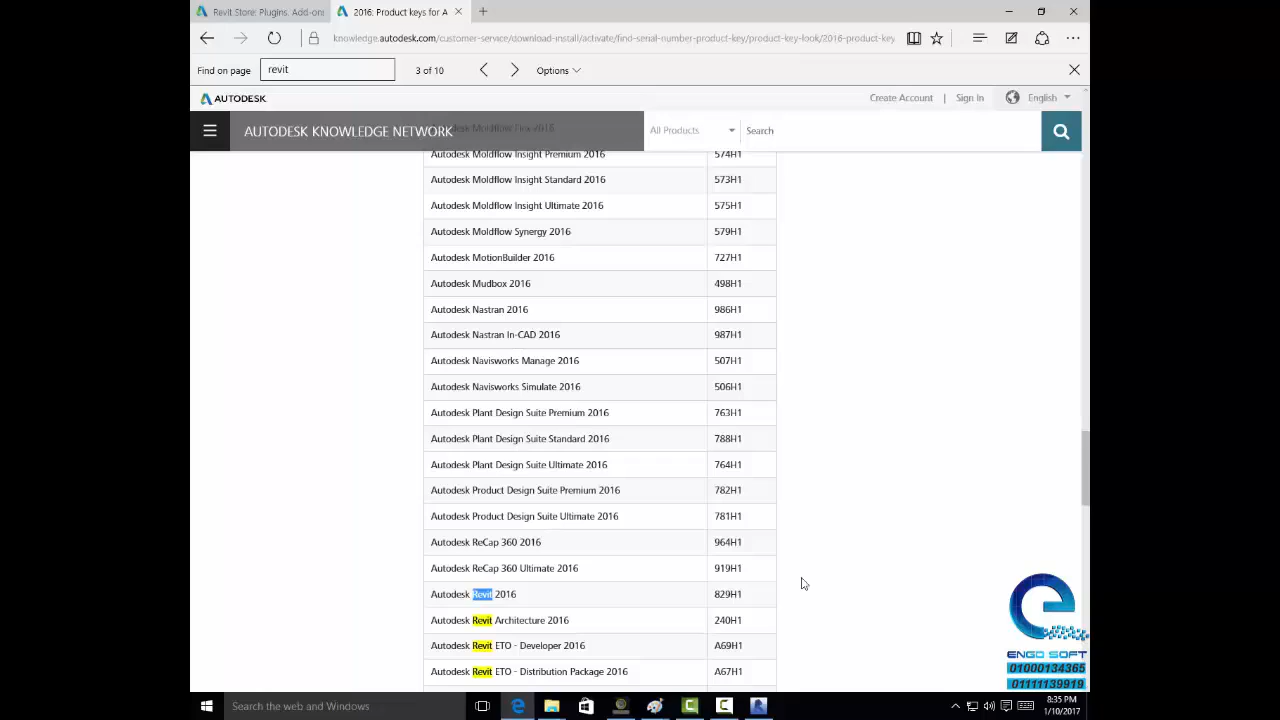 Revit Store: Plugins, Add-ons
2016: Product keys for A
knowledge.autodesk.com/customer-service/download-install/activate/find-serial-number-product-key/product-key-look/2016-product-key
Find on page
revit
3 of 10
Options
AUTODESK
Create Account | Sign In
English
AUTODESK KNOWLEDGE NETWORK
All Products
Search
Autodesk Moldflow Flex 2016
Autodesk Moldflow Insight Premium 2016 574H1
Autodesk Moldflow Insight Standard 2016 573H1
Autodesk Moldflow Insight Ultimate 2016 575H1
Autodesk Moldflow Synergy 2016 579H1
Autodesk MotionBuilder 2016 727H1
Autodesk Mudbox 2016 498H1
Autodesk Nastran 2016 986H1
Autodesk Nastran In-CAD 2016 987H1
Autodesk Navisworks Manage 2016 507H1
Autodesk Navisworks Simulate 2016 506H1
Autodesk Plant Design Suite Premium 2016 763H1
Autodesk Plant Design Suite Standard 2016 788H1
Autodesk Plant Design Suite Ultimate 2016 764H1
Autodesk Product Design Suite Premium 2016 782H1
Autodesk Product Design Suite Ultimate 2016 781H1
Autodesk ReCap 360 2016 964H1
Autodesk ReCap 360 Ultimate 2016 919H1
Autodesk Revit 2016 829H1
Autodesk Revit Architecture 2016 240H1
Autodesk Revit ETO - Developer 2016 A69H1
Autodesk Revit ETO - Distribution Package 2016 A67H1
ENGO SOFT
01000134365
01111139919
Search the web and Windows
8:35 PM
1/10/2017